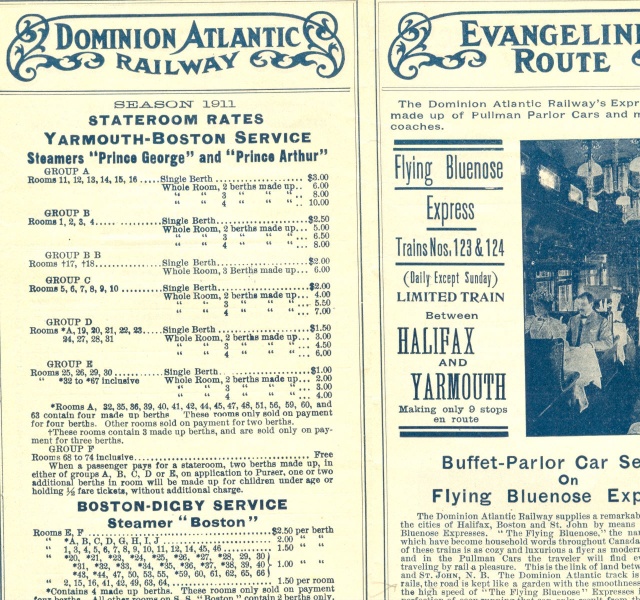 DOMINION ATLANTIC
RAILWAY
SEASON 1911
STATEROOM RATES
YARMOUTH-BOSTON SERVICE
Steamers "Prince George" and "Prince Arthur"
GROUP A
Rooms 11, 12, 13, 14, 15, 16 ..... Single Berth ................... $3.00
Whole Room, 2 berths made up.. 6.00
" " 3 " " ... 8.00
" " 4 " " ... 10.00
GROUP B
Rooms 1, 2, 3, 4 ..... Single Berth ................... $2.50
Whole Room, 2 berths made up.. 5.00
" " 3 " " ... 6.50
" " 4 " " ... 8.00
GROUP B B
Rooms †17, †18 ..... Single Berth ................... $2.00
Whole Room, 3 Berths made up.. 6.00
GROUP C
Rooms 5, 6, 7, 8, 9, 10 ..... Single Berth ................... $2.00
Whole Room, 2 berths made up.. 4.00
" " 3 " " ... 5.50
" " 4 " " ... 7.00
GROUP D
Rooms *A, 19, 20, 21, 22, 23 ..... Single Berth ................... $1.50
24, 27, 28, 31 Whole Room, 2 berths made up.. 3.00
" " 3 " " ... 4.50
" " 4 " " ... 6.00
GROUP E
Rooms 25, 26, 29, 30 ..... Single Berth ................... $1.00
" *32 to *67 inclusive Whole Room, 2 berths made up.. 2.00
" " 3 " " ... 3.00
" " 4 " " ... 4.00
*Rooms A, 32, 35, 36, 39, 40, 41, 42, 44, 45, 47, 48, 51, 56, 59, 60, and
63 contain four made up berths These rooms only sold on payment
for four berths. Other rooms sold on payment for two berths.
†These rooms contain 3 made up berths, and are sold only on pay-
ment for three berths.
GROUP F
Rooms 68 to 74 inclusive ................... Free
When a passenger pays for a stateroom, two berths made up, in
either of groups A, B, C, D or E, on application to Purser, one or two
additional berths in room will be made up for children under age or
holding ½ fare tickets, without additional charge.
BOSTON-DIGBY SERVICE
Steamer "Boston"
Rooms E, F ................... $2.50 per berth
" *A, B, C, D, G, H, I, J ................... 2.00 " "
" 1, 3, 4, 5, 6, 7, 8, 9, 10, 11, 12, 14, 45, 46 ................... 1.50 " "
" *20, *21, *23, *24, *25, *26, *27, *28, 29, 30
*31, *32, *33, *34, *35, *36, *37, *38, 39, 40 1.00 " "
*43, *44, 47, 50, 53, 55, *59, 60, 61, 62, 65, 66
" 2, 15, 16, 41, 42, 49, 63, 64 ................... 1.50 per room
*Contains 4 made up berths. These rooms only sold on payment
four berths. All other rooms on S. S. "Boston" contain 2 berths only.
EVANGELIN
ROUTE
The Dominion Atlantic Railway's Expr
made up of Pullman Parlor Cars and m
coaches.
Flying Bluenose
Express
Trains Nos. 123 & 124
(Daily Except Sunday)
LIMITED TRAIN
Between
HALIFAX
AND
YARMOUTH
Making only 9 stops
en route
Buffet-Parlor Car Se
On
Flying Bluenose Exp
The Dominion Atlantic Railway supplies a remarkab
the cities of Halifax, Boston and St. John by means
Bluenose Expresses. "The Flying Bluenose," the na
which have become household words throughout Canada
of these trains is as cozy and luxurious a flyer as modern
and in the Pullman Cars the traveler will find ev
traveling by rail a pleasure. This is the link of land betw
and ST. JOHN, N. B. The Dominion Atlantic track is
rails, the road is kept like a garden with the smoothness
the high speed of "The Flying Bluenose" Expresses